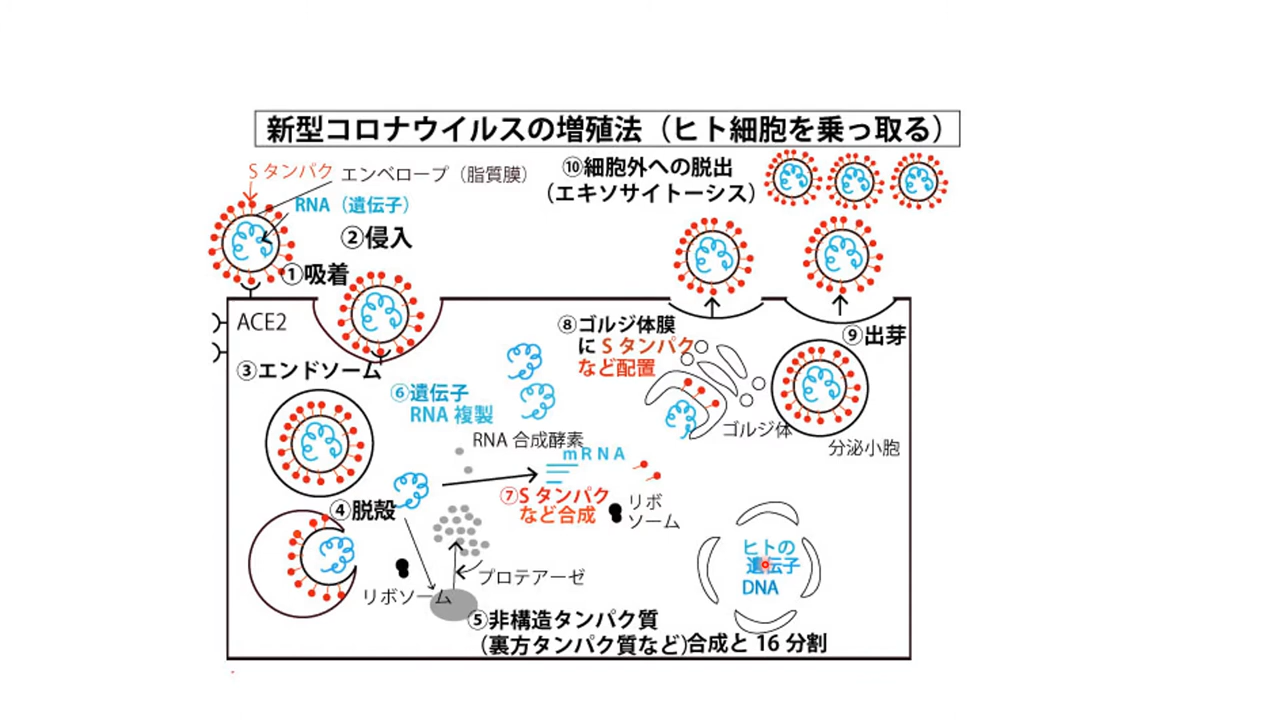 新型コロナウイルスの増殖法（ヒト細胞を乗っ取る）
Sタンパク
エンベロープ（脂質膜）
RNA（遺伝子）
②侵入
①吸着
⑩細胞外への脱出
（エキソサイトーシス）
ACE2
③エンドソーム
⑧ゴルジ体膜
にSタンパク
など配置
⑨出芽
⑥遺伝子
RNA複製
ゴルジ体
分泌小胞
RNA合成酵素
mRNA
④脱殻
⑦Sタンパク
など合成
リボ
ソーム
ヒトの
遺伝子
DNA
プロテアーゼ
リボソーム
⑤非構造タンパク質
（裏方タンパク質など)合成と16分割